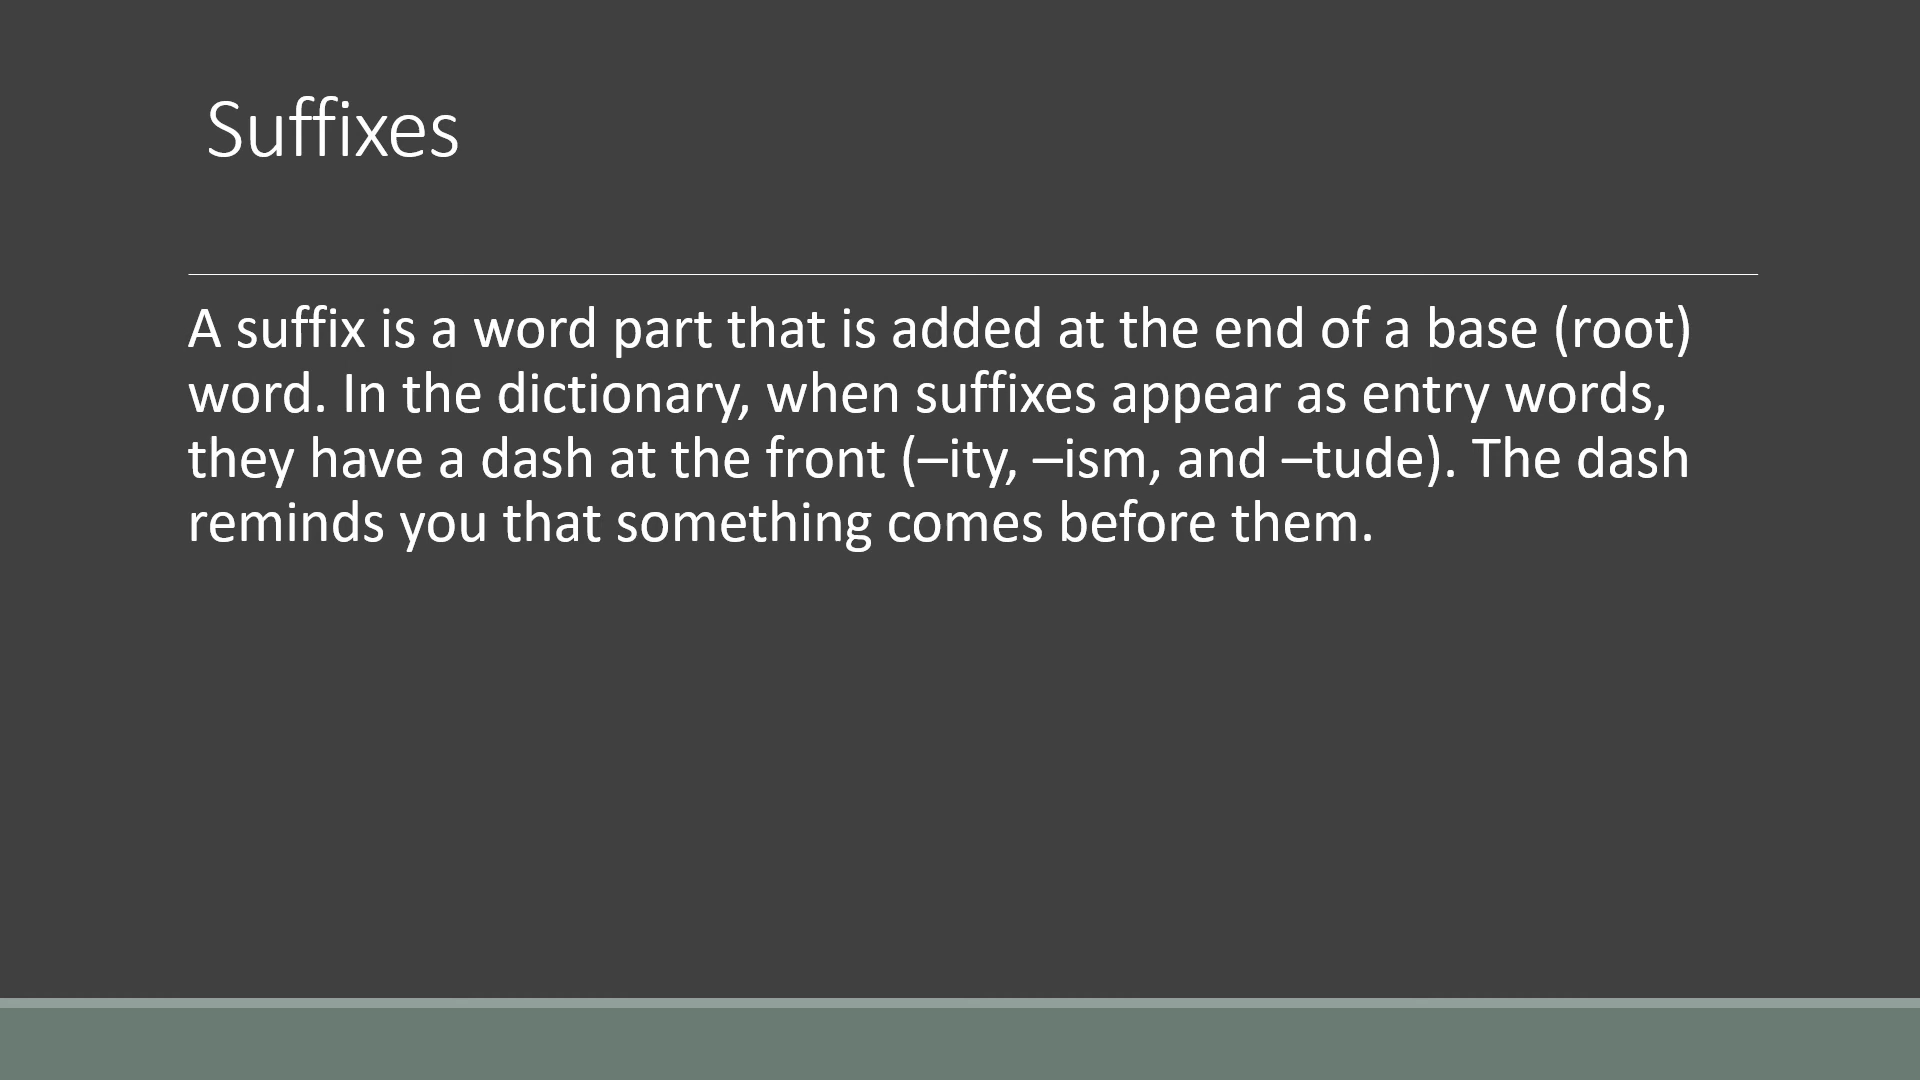 Suffixes
A suffix is a word part that is added at the end of a base (root)
word. In the dictionary, when suffixes appear as entry words,
they have a dash at the front (–ity, –ism, and –tude). The dash
reminds you that something comes before them.